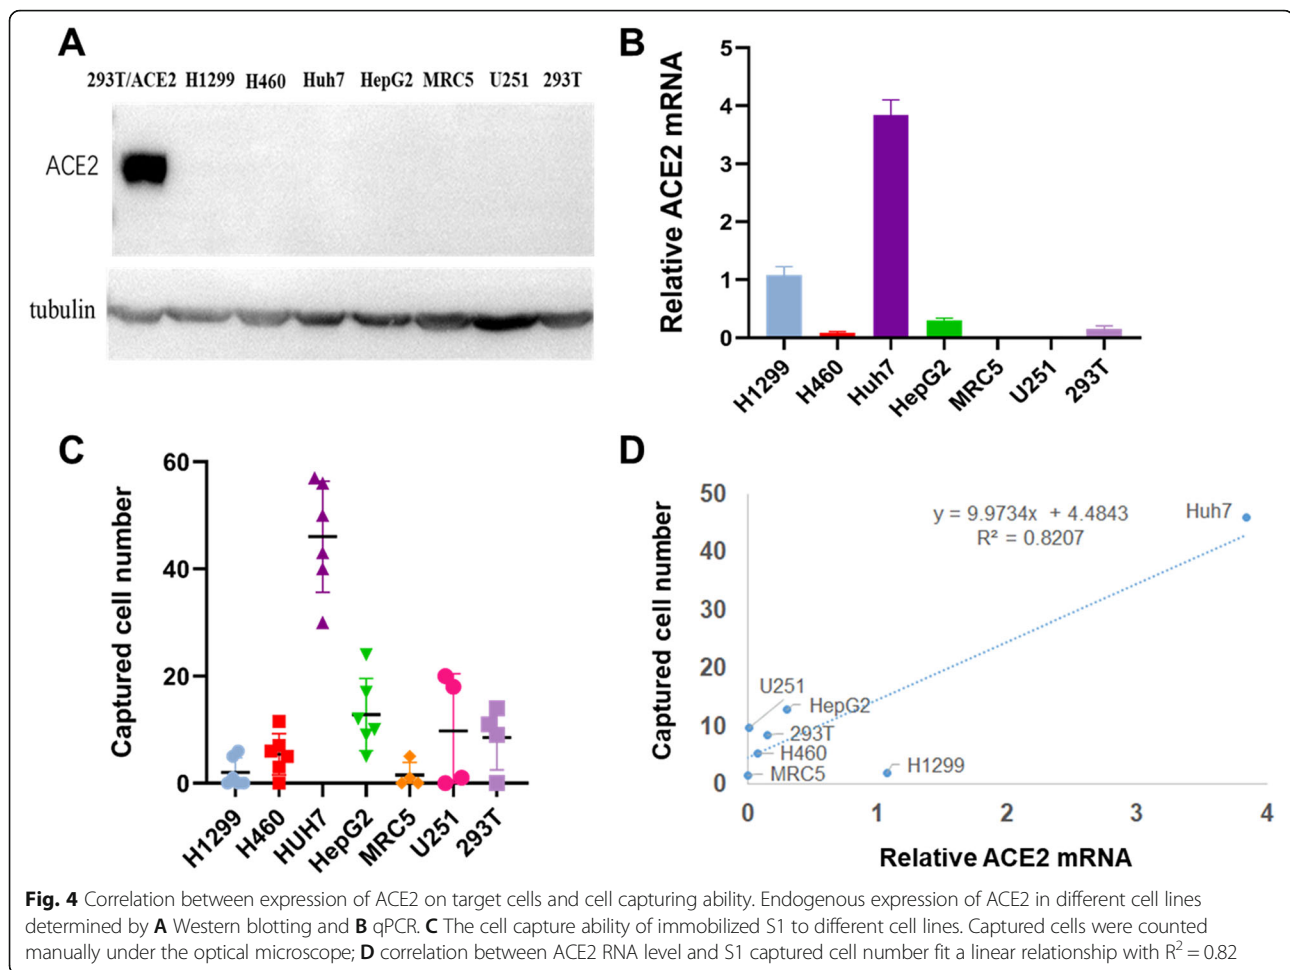 A
293T/ACE2 H1299 H460 Huh7 HepG2 MRC5 U251 293T
ACE2
tubulin
B
Relative ACE2 mRNA
5
4
3
2
1
0
H1299 H460 Huh7 HepG2 MRC5 U251 293T
C
Captured cell number
60
40
20
0
H1299 H460 HUH7 HepG2 MRC5 U251 293T
D
Captured cell number
50
40
30
20
10
0
y = 9.9734x + 4.4843
R² = 0.8207
Huh7
U251
HepG2
293T
H460
MRC5
H1299
0 1 2 3 4
Relative ACE2 mRNA
Fig. 4 Correlation between expression of ACE2 on target cells and cell capturing ability. Endogenous expression of ACE2 in different cell lines
determined by A Western blotting and B qPCR. C The cell capture ability of immobilized S1 to different cell lines. Captured cells were counted
manually under the optical microscope; D correlation between ACE2 RNA level and S1 captured cell number fit a linear relationship with R² = 0.82